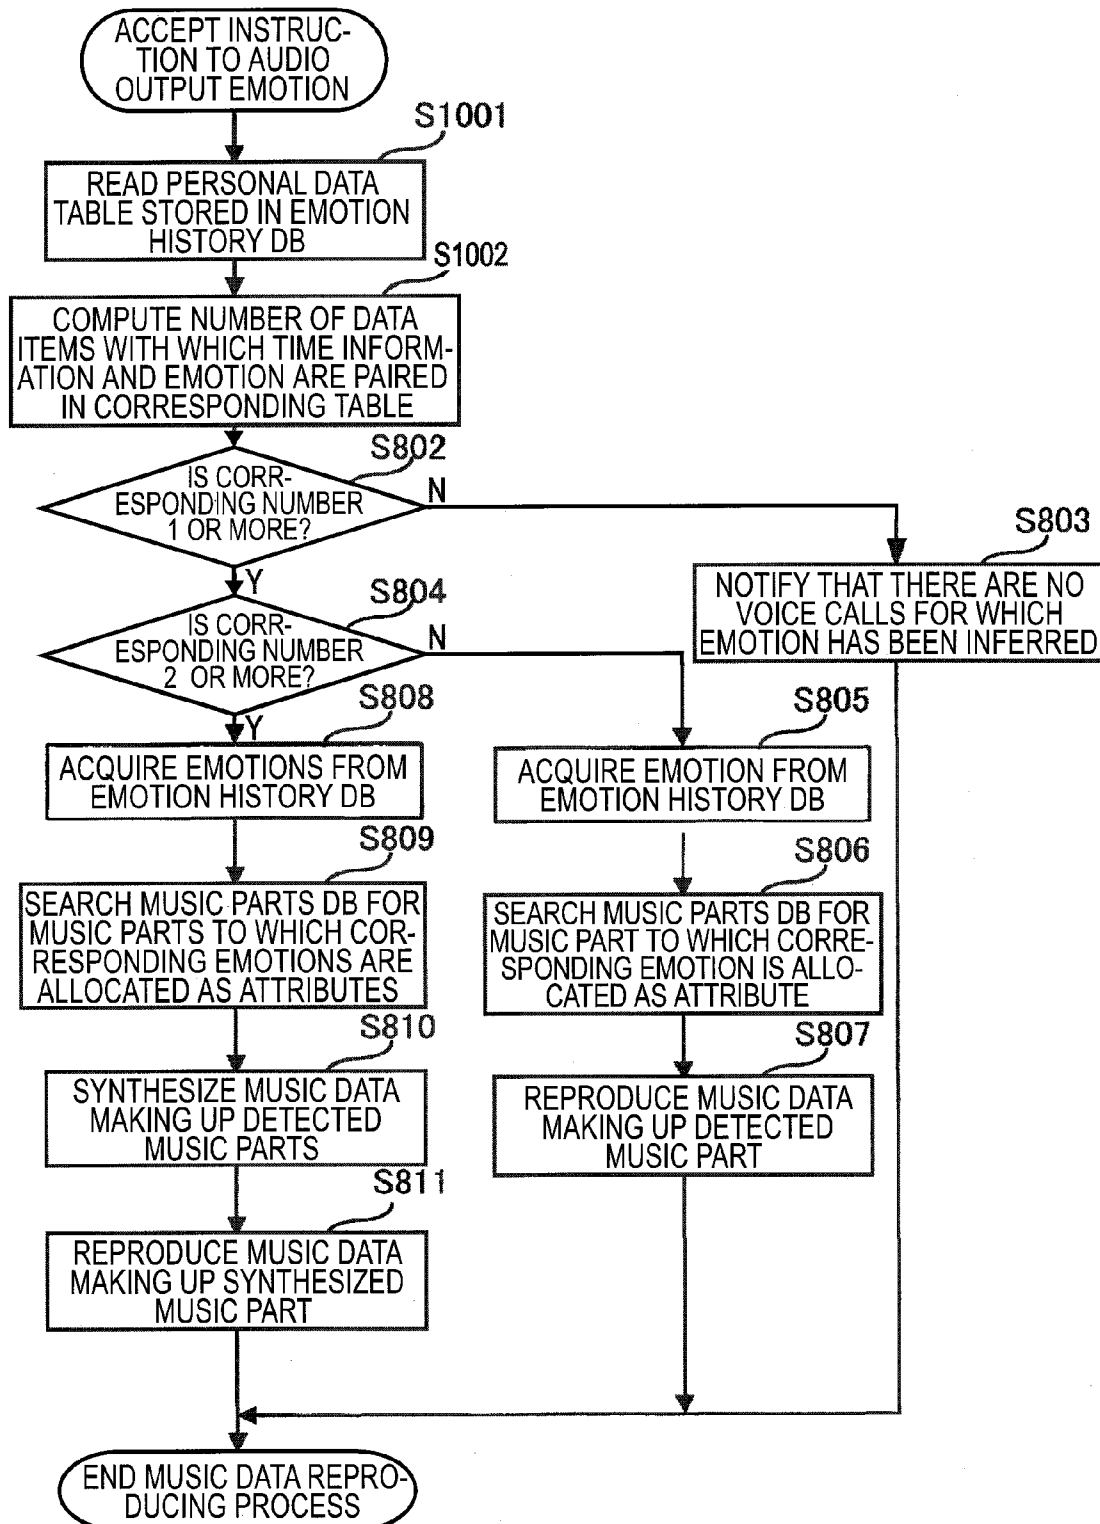 ACCEPT INSTRUC-
TION TO AUDIO
OUTPUT EMOTION
S1001
READ PERSONAL DATA
TABLE STORED IN EMOTION
HISTORY DB
S1002
COMPUTE NUMBER OF DATA
ITEMS WITH WHICH TIME INFORM-
ATION AND EMOTION ARE PAIRED
IN CORRESPONDING TABLE
S802
IS CORR-
ESPONDING NUMBER
1 OR MORE?
N
Y
S803
NOTIFY THAT THERE ARE NO
VOICE CALLS FOR WHICH
EMOTION HAS BEEN INFERRED
S804
IS CORR-
ESPONDING NUMBER
2 OR MORE?
N
Y
S808
ACQUIRE EMOTIONS FROM
EMOTION HISTORY DB
S805
ACQUIRE EMOTION FROM
EMOTION HISTORY DB
S809
SEARCH MUSIC PARTS DB FOR
MUSIC PARTS TO WHICH COR-
RESPONDING EMOTIONS ARE
ALLOCATED AS ATTRIBUTES
S806
SEARCH MUSIC PARTS DB FOR
MUSIC PART TO WHICH CORRE-
SPONDING EMOTION IS ALLO-
CATED AS ATTRIBUTE
S810
SYNTHESIZE MUSIC DATA
MAKING UP DETECTED
MUSIC PARTS
S807
REPRODUCE MUSIC DATA
MAKING UP DETECTED
MUSIC PART
S811
REPRODUCE MUSIC DATA
MAKING UP SYNTHESIZED
MUSIC PART
END MUSIC DATA REPRO-
DUCING PROCESS